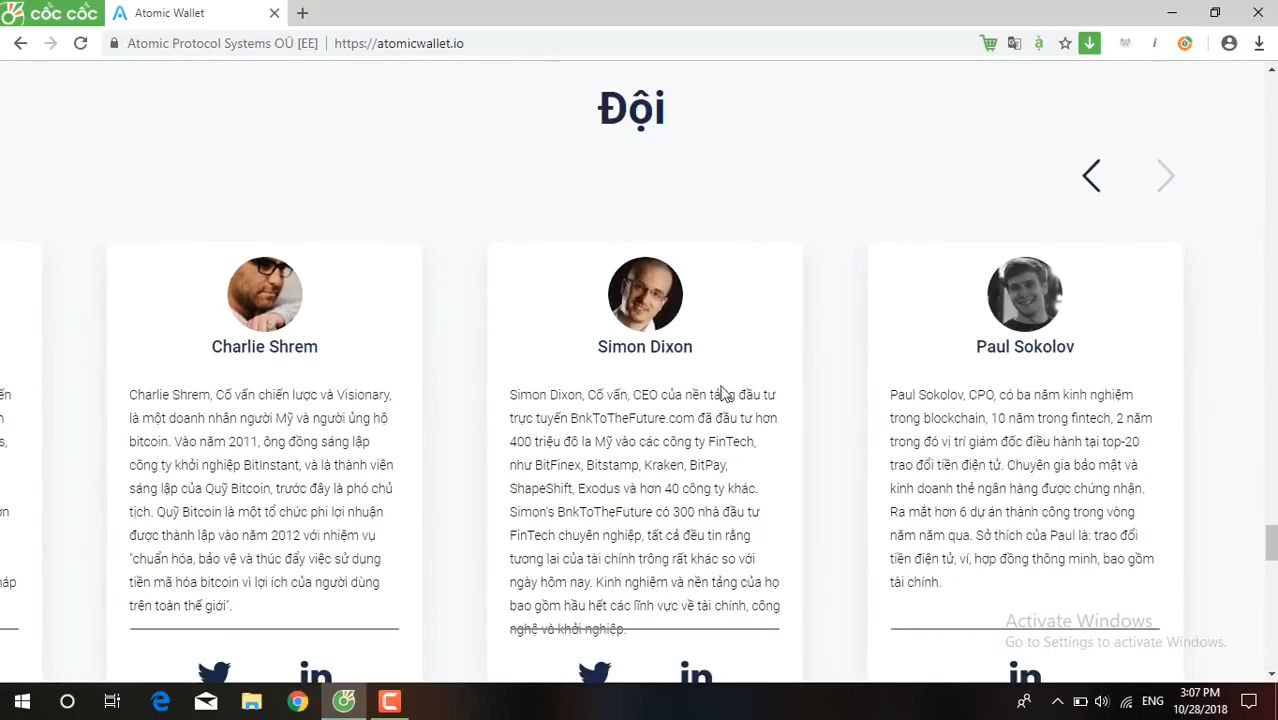 cốc cốc
Atomic Wallet
Atomic Protocol Systems OÜ [EE]
https://atomicwallet.io
Đội
Charlie Shrem
Charlie Shrem, Cố vấn chiến lược và Visionary,
là một doanh nhân người Mỹ và người ủng hộ
bitcoin. Vào năm 2011, ông đồng sáng lập
công ty khởi nghiệp BitInstant, và là thành viên
sáng lập của Quỹ Bitcoin, trước đây là phó chủ
tịch. Quỹ Bitcoin là một tổ chức phi lợi nhuận
được thành lập vào năm 2012 với nhiệm vụ
"chuẩn hóa, bảo vệ và thúc đẩy việc sử dụng
tiền mã hóa bitcoin vì lợi ích của người dùng
trên toàn thế giới".
Simon Dixon
Simon Dixon, Cố vấn, CEO của nền tảng đầu tư
trực tuyến BnkToTheFuture.com đã đầu tư hơn
400 triệu đô la Mỹ vào các công ty FinTech,
như BitFinex, Bitstamp, Kraken, BitPay,
ShapeShift, Exodus và hơn 40 công ty khác.
Simon's BnkToTheFuture có 300 nhà đầu tư
FinTech chuyên nghiệp, tất cả đều tin rằng
tương lai của tài chính trông rất khác so với
ngày hôm nay. Kinh nghiệm và nền tảng của họ
bao gồm hầu hết các lĩnh vực về tài chính, công
nghệ và khởi nghiệp.
Paul Sokolov
Paul Sokolov, CPO, có ba năm kinh nghiệm
trong blockchain, 10 năm trong fintech, 2 năm
trong đó vị trí giám đốc điều hành tại top-20
trao đổi tiền điện tử. Chuyên gia bảo mật và
kinh doanh thẻ ngân hàng được chứng nhận.
Ra mắt hơn 6 dự án thành công trong vòng
năm năm qua. Sở thích của Paul là: trao đổi
tiền điện tử, ví, hợp đồng thông minh, bao gồm
tài chính.
in
in
in
Activate Windows
Go to Settings to activate Windows.
ENG
3:07 PM
10/28/2018